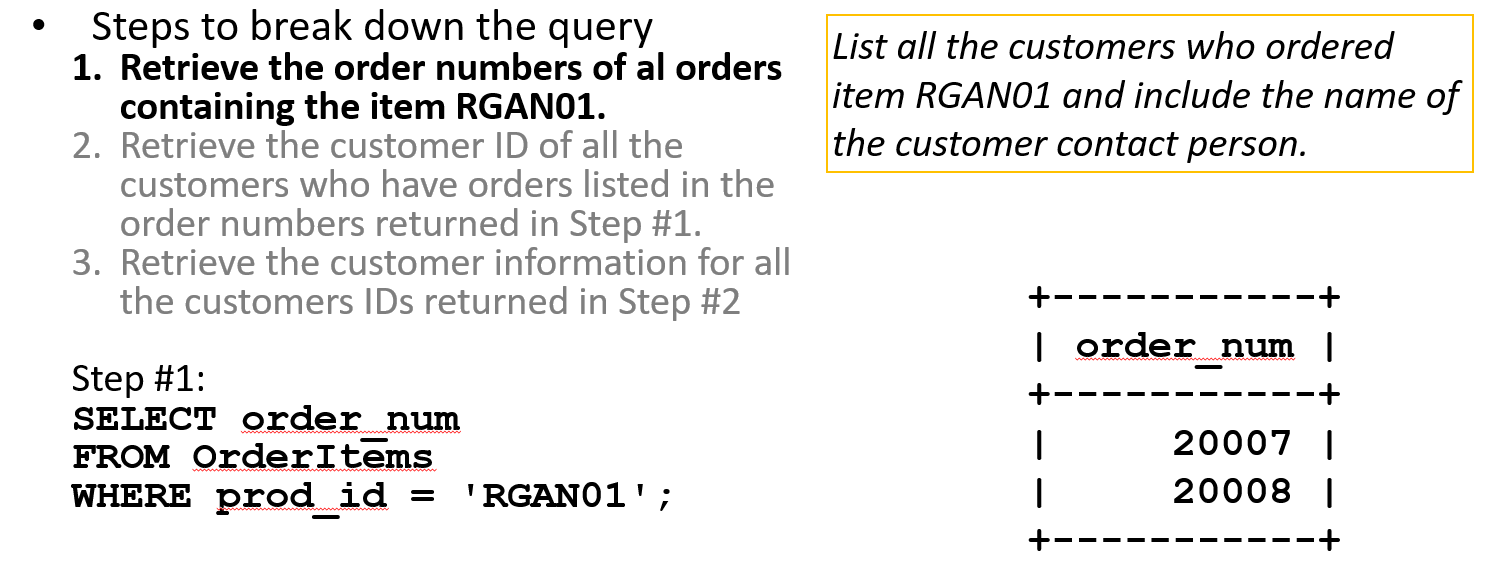 • Steps to break down the query
1. Retrieve the order numbers of al orders
containing the item RGAN01.
2. Retrieve the customer ID of all the
customers who have orders listed in the
order numbers returned in Step #1.
3. Retrieve the customer information for all
the customers IDs returned in Step #2
Step #1:
SELECT order_num
FROM OrderItems
WHERE prod_id = 'RGAN01';
List all the customers who ordered
item RGAN01 and include the name of
the customer contact person.
+-----------+
| order_num |
+-----------+
|     20007 |
|     20008 |
+-----------+